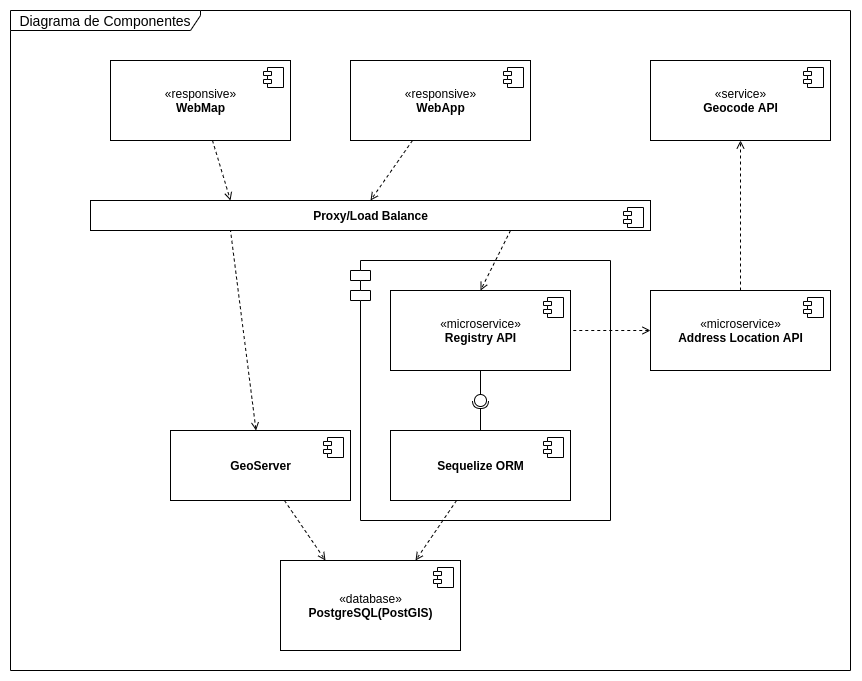 Diagrama de Componentes
«responsive»
WebMap
«responsive»
WebApp
«service»
Geocode API
Proxy/Load Balance
«microservice»
Registry API
«microservice»
Address Location API
GeoServer
Sequelize ORM
«database»
PostgreSQL(PostGIS)